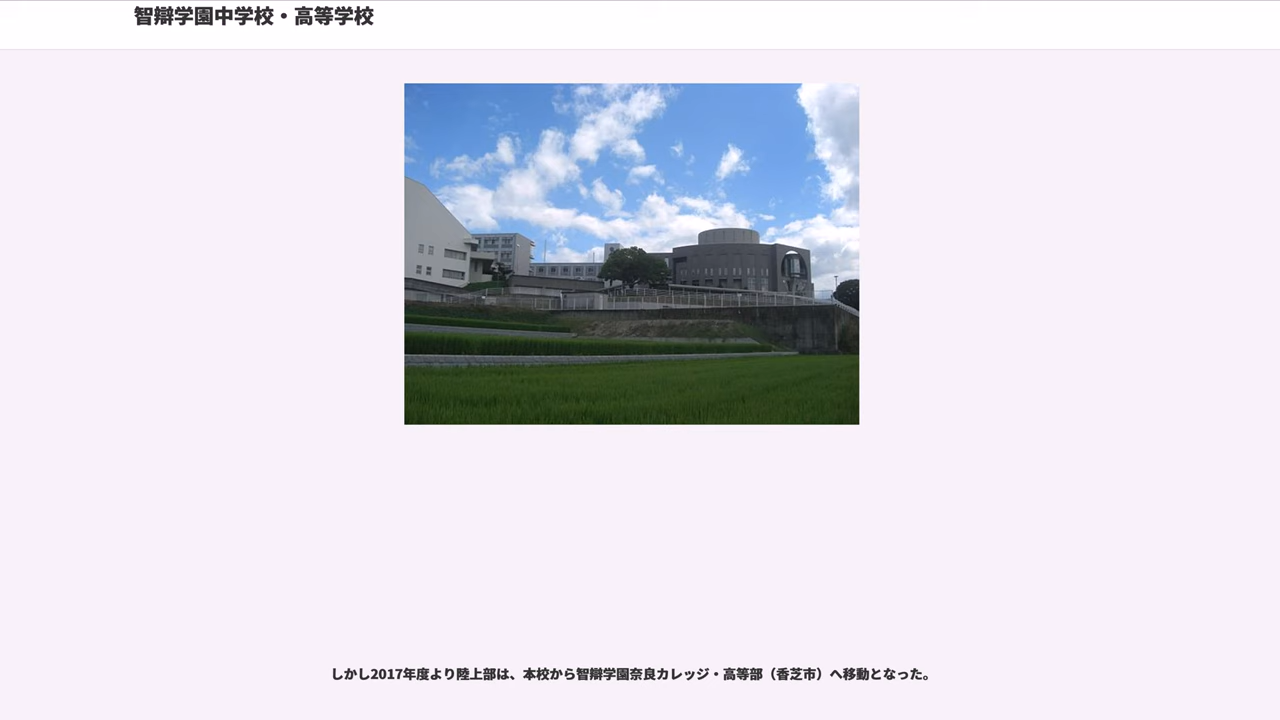 智辯学園中学校・高等学校
しかし2017年度より陸上部は、本校から智辯学園奈良カレッジ・高等部（香芝市）へ移動となった。